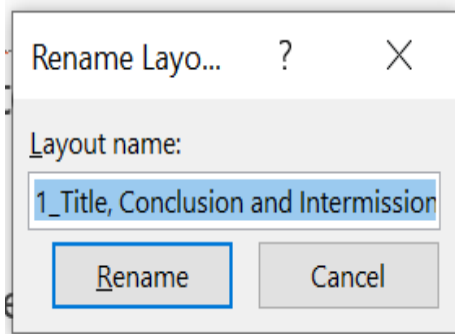 Rename Layo... ?
Layout name:
1_Title, Conclusion and Intermission
Rename Cancel